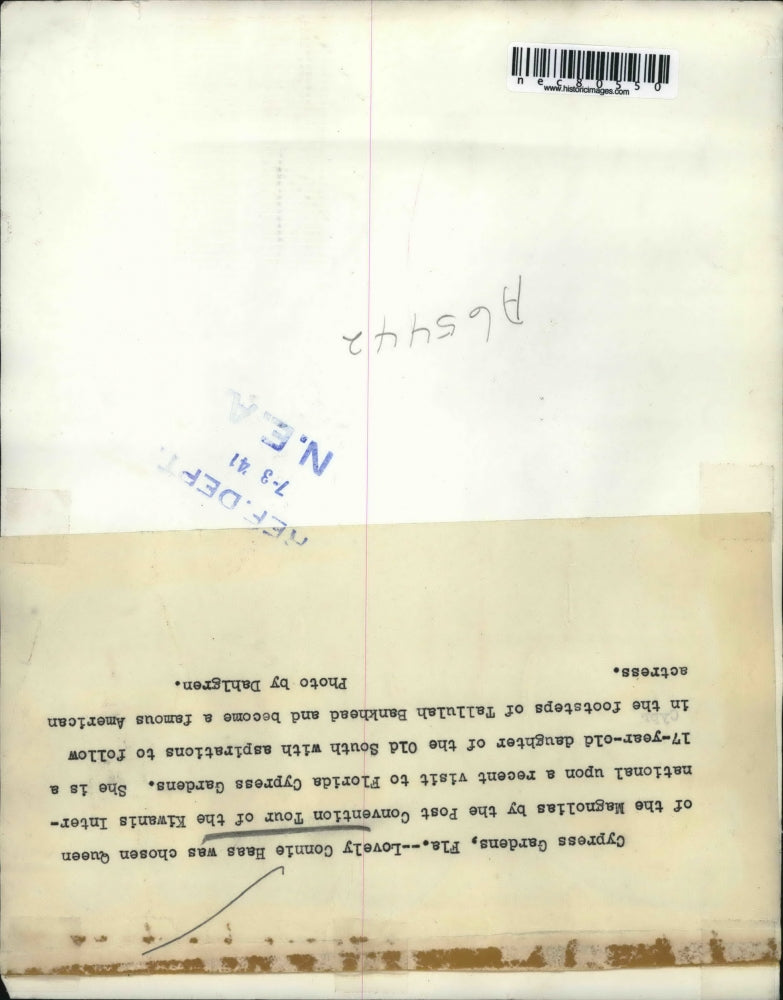 nec80550
www.historicimages.com
A65442
REF.DEPT.
7-3 '41
N.E.A
Cypress Gardens, Fla.--Lovely Connie Haas was chosen Queen
of the Magnolias by the Post Convention Tour of the Kiwanis Inter-
national upon a recent visit to Florida Cypress Gardens. She is a
17-year-old daughter of the Old South with aspirations to follow
in the footsteps of Tallulah Bankhead and become a famous American
actress.
Photo by Dahlgren.